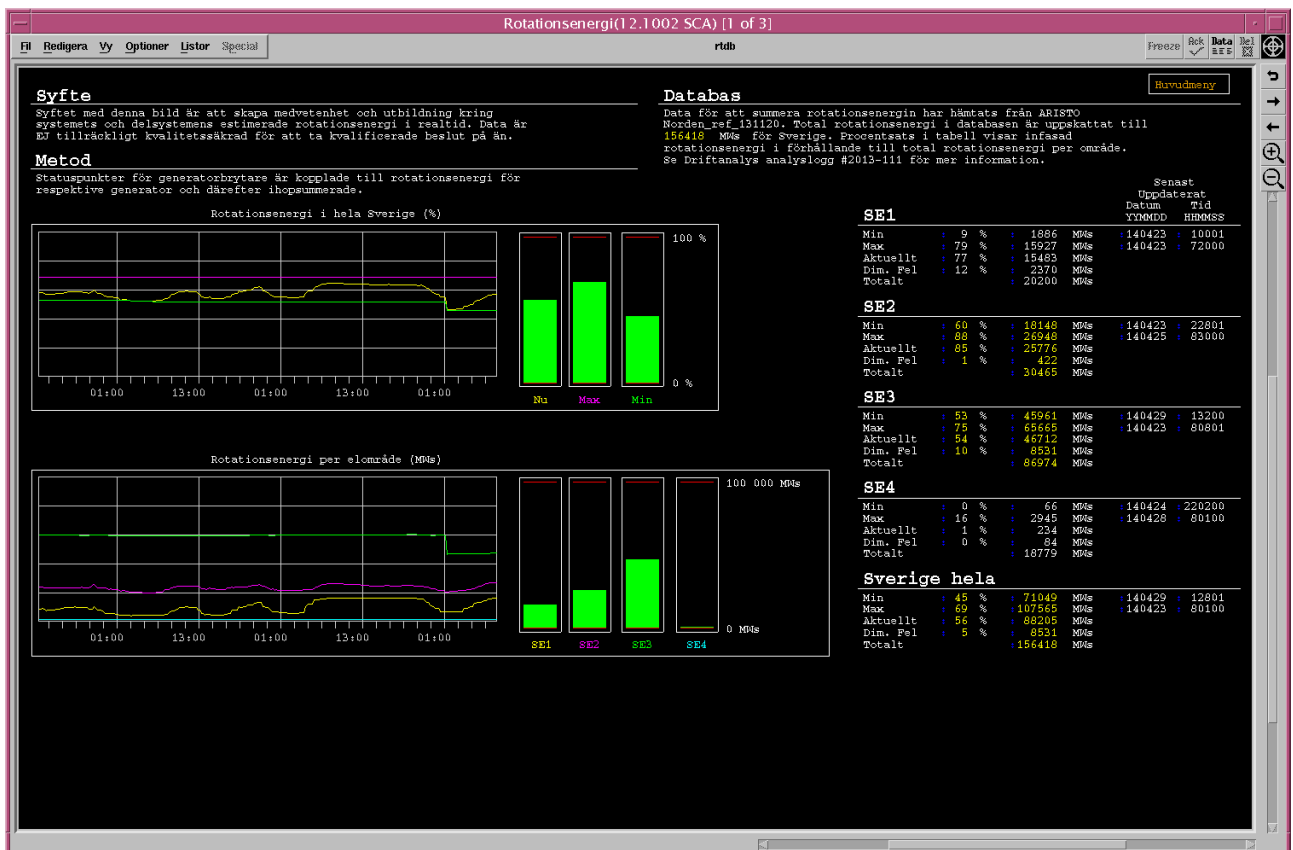 Rotationsenergi(12.1002 SCA) [1 of 3]
Fil Redigera Vy Optioner Listor Special rtdb Freeze Ack Data Del
Huvudmeny
Syfte
Syftet med denna bild är att skapa medvetenhet och utbildning kring
systemets och delsystemens estimerade rotationsenergi i realtid. Data är
EJ tillräckligt kvalitetssäkrad för att ta kvalificerade beslut på än.
Metod
Statuspunkter för generatorbrytare är kopplade till rotationsenergi för
respektive generator och därefter ihopsummerade.
Databas
Data för att summera rotationsenergin har hämtats från ARISTO
Norden_ref_131120. Total rotationsenergi i databasen är uppskattat till
156418 MWs för Sverige. Procentsats i tabell visar infasad
rotationsenergi i förhållande till total rotationsenergi per område.
Se Driftanalys analyslogg #2013-111 för mer information.
Rotationsenergi i hela Sverige (%)
100 %
0 %
01:00 13:00 01:00 13:00 01:00
Nu Max Min
Rotationsenergi per elområde (MWs)
100 000 MWs
0 MWs
01:00 13:00 01:00 13:00 01:00
SE1 SE2 SE3 SE4
Senast
Uppdaterat
Datum Tid
SE1 YYMMDD HHMMSS
Min : 9 % : 1886 MWs :140423 : 10001
Max : 79 % : 15927 MWs :140423 : 72000
Aktuellt : 77 % : 15483 MWs
Dim. Fel : 12 % : 2370 MWs
Totalt : 20200 MWs
SE2
Min : 60 % : 18148 MWs :140423 : 22801
Max : 88 % : 26948 MWs :140425 : 83000
Aktuellt : 85 % : 25776 MWs
Dim. Fel : 1 % : 422 MWs
Totalt : 30465 MWs
SE3
Min : 53 % : 45961 MWs :140429 : 13200
Max : 75 % : 65665 MWs :140423 : 80801
Aktuellt : 54 % : 46712 MWs
Dim. Fel : 10 % : 8531 MWs
Totalt : 86974 MWs
SE4
Min : 0 % : 66 MWs :140424 :220200
Max : 16 % : 2945 MWs :140428 : 80100
Aktuellt : 1 % : 234 MWs
Dim. Fel : 0 % : 84 MWs
Totalt : 18779 MWs
Sverige hela
Min : 45 % : 71049 MWs :140429 : 12801
Max : 69 % :107565 MWs :140423 : 80100
Aktuellt : 56 % : 88205 MWs
Dim. Fel : 5 % : 8531 MWs
Totalt :156418 MWs